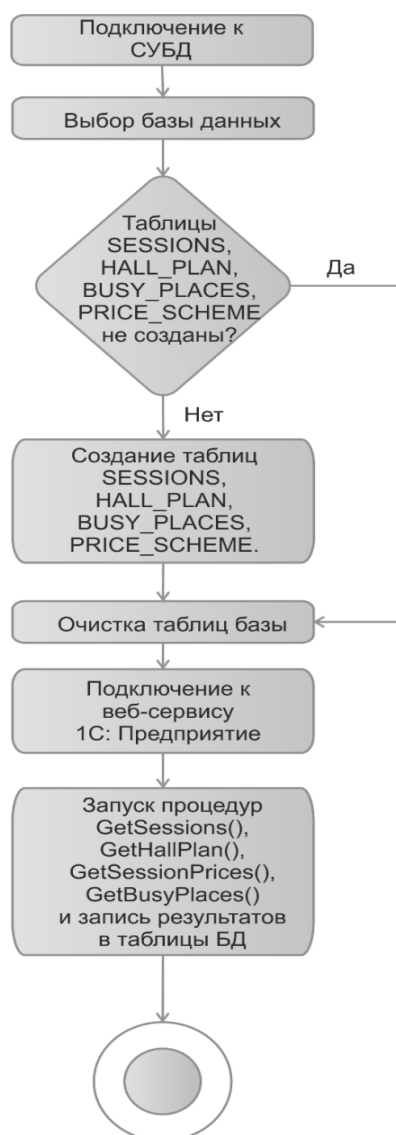 Подключение к
СУБД
Выбор базы данных
Таблицы
SESSIONS,
HALL_PLAN,
BUSY_PLACES,
PRICE_SCHEME
не созданы?
Да
Нет
Создание таблиц
SESSIONS,
HALL_PLAN,
BUSY_PLACES,
PRICE_SCHEME.
Очистка таблиц базы
Подключение к
веб-сервису
1С: Предприятие
Запуск процедур
GetSessions(),
GetHallPlan(),
GetSessionPrices(),
GetBusyPlaces()
и запись результатов
в таблицы БД